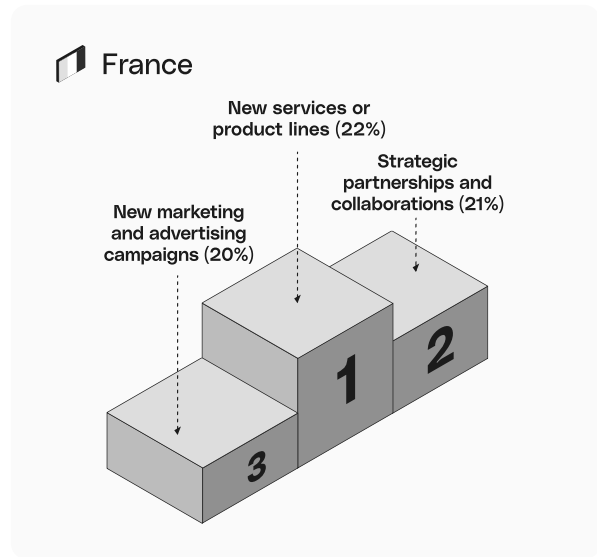 France
New services or
product lines (22%)
Strategic
partnerships and
collaborations (21%)
New marketing
and advertising
campaigns (20%)
1
2
3